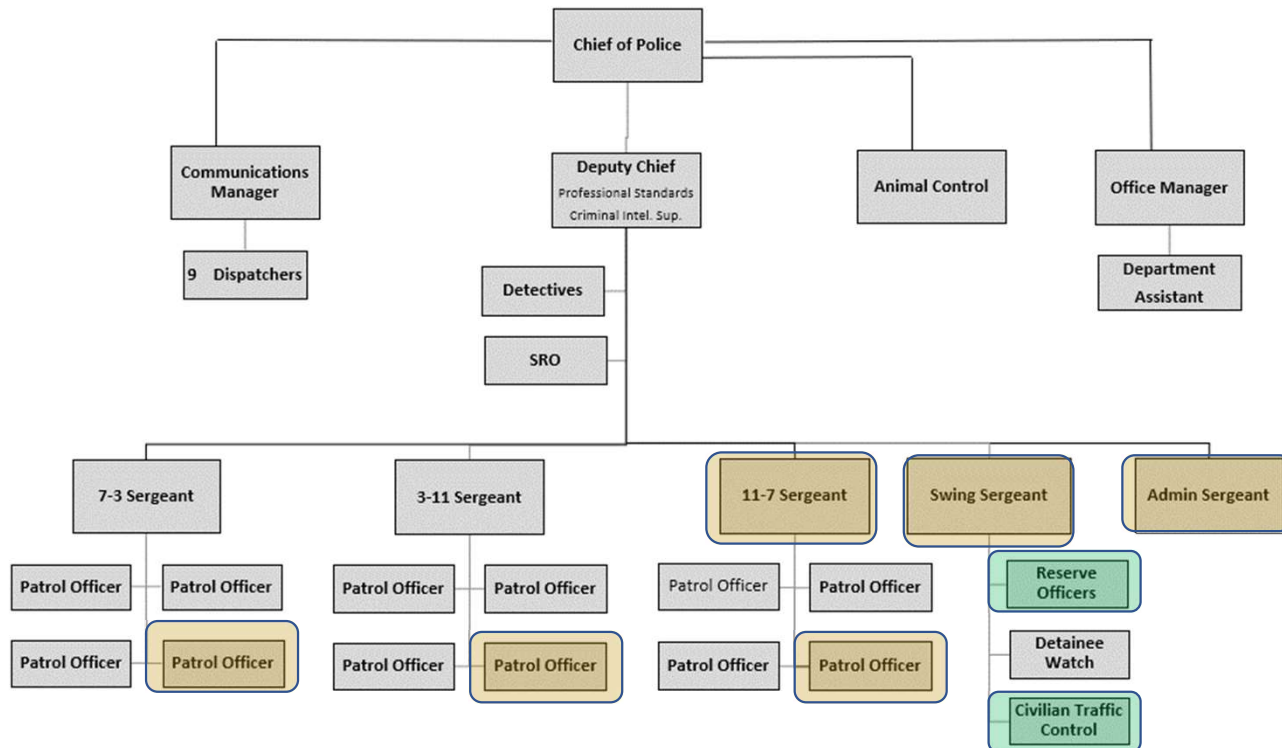 Chief of Police
Communications
Manager
Deputy Chief
Professional Standards
Criminal Intel. Sup.
Animal Control
Office Manager
9 Dispatchers
Department
Assistant
Detectives
SRO
7-3 Sergeant
3-11 Sergeant
11-7 Sergeant
Swing Sergeant
Admin Sergeant
Patrol Officer
Patrol Officer
Patrol Officer
Patrol Officer
Patrol Officer
Patrol Officer
Reserve
Officers
Patrol Officer
Patrol Officer
Patrol Officer
Patrol Officer
Patrol Officer
Patrol Officer
Detainee
Watch
Civilian Traffic
Control